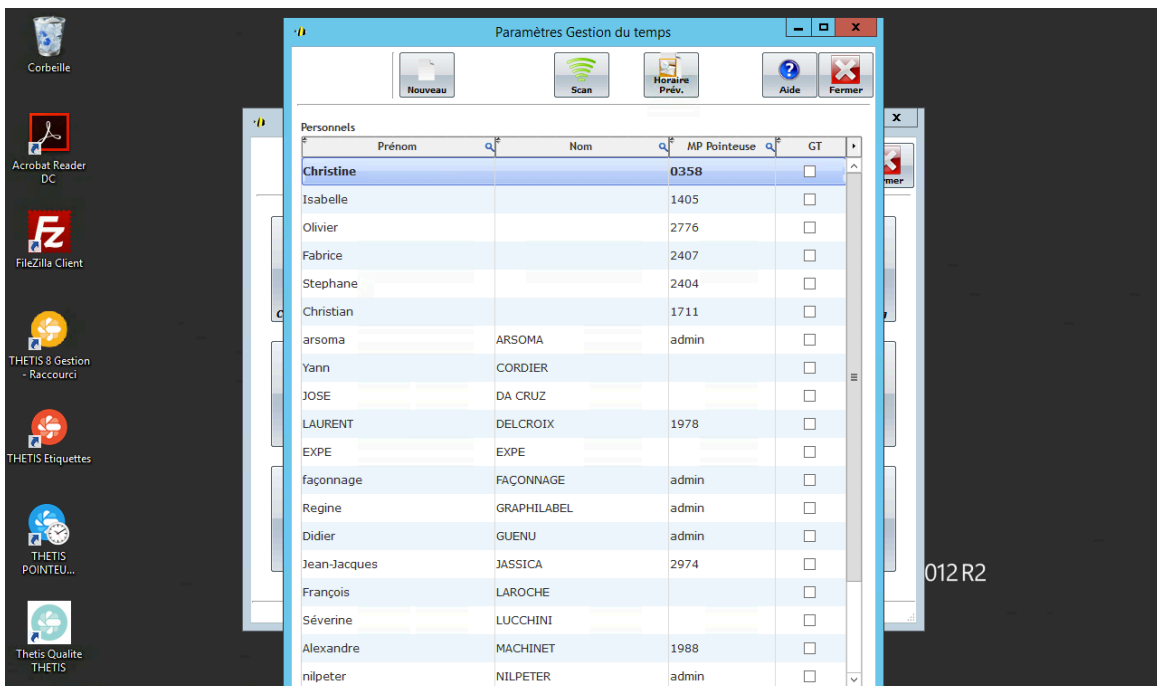 Corbeille
Acrobat Reader
DC
FileZilla Client
THETIS 8 Gestion
- Raccourci
THETIS Etiquettes
THETIS
POINTEU...
Thetis Qualite
THETIS
Paramètres Gestion du temps
Nouveau
Scan
Horaire
Prév.
Aide
Fermer
Personnels
Prénom Nom MP Pointeuse GT
Christine 0358
Isabelle 1405
Olivier 2776
Fabrice 2407
Stephane 2404
Christian 1711
arsoma ARSOMA admin
Yann CORDIER
JOSE DA CRUZ
LAURENT DELCROIX 1978
EXPE EXPE
façonnage FAÇONNAGE admin
Regine GRAPHILABEL admin
Didier GUENU admin
Jean-Jacques JASSICA 2974
François LAROCHE
Séverine LUCCHINI
Alexandre MACHINET 1988
nilpeter NILPETER admin
mer
012 R2